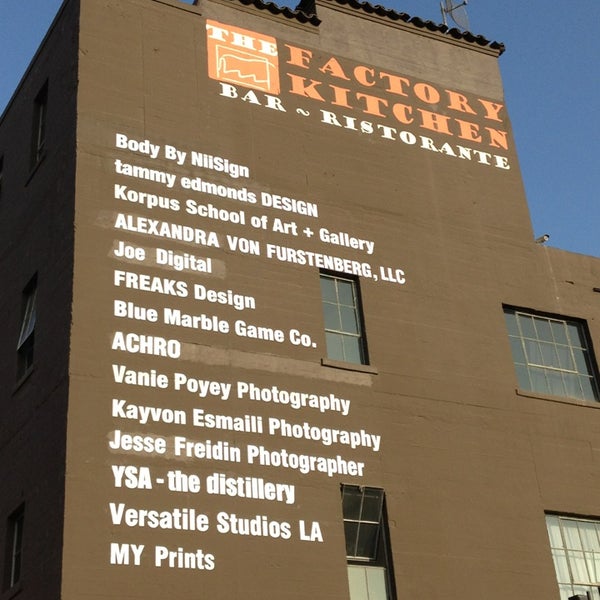 THE FACTORY
KITCHEN
BAR ~ RISTORANTE
Body By NilSign
tammy edmonds DESIGN
Korpus School of Art + Gallery
ALEXANDRA VON FURSTENBERG, LLC
Joe Digital
FREAKS Design
Blue Marble Game Co.
ACHRO
Vanie Poyey Photography
Kayvon Esmaili Photography
Jesse Freidin Photographer
YSA - the distillery
Versatile Studios LA
MY Prints